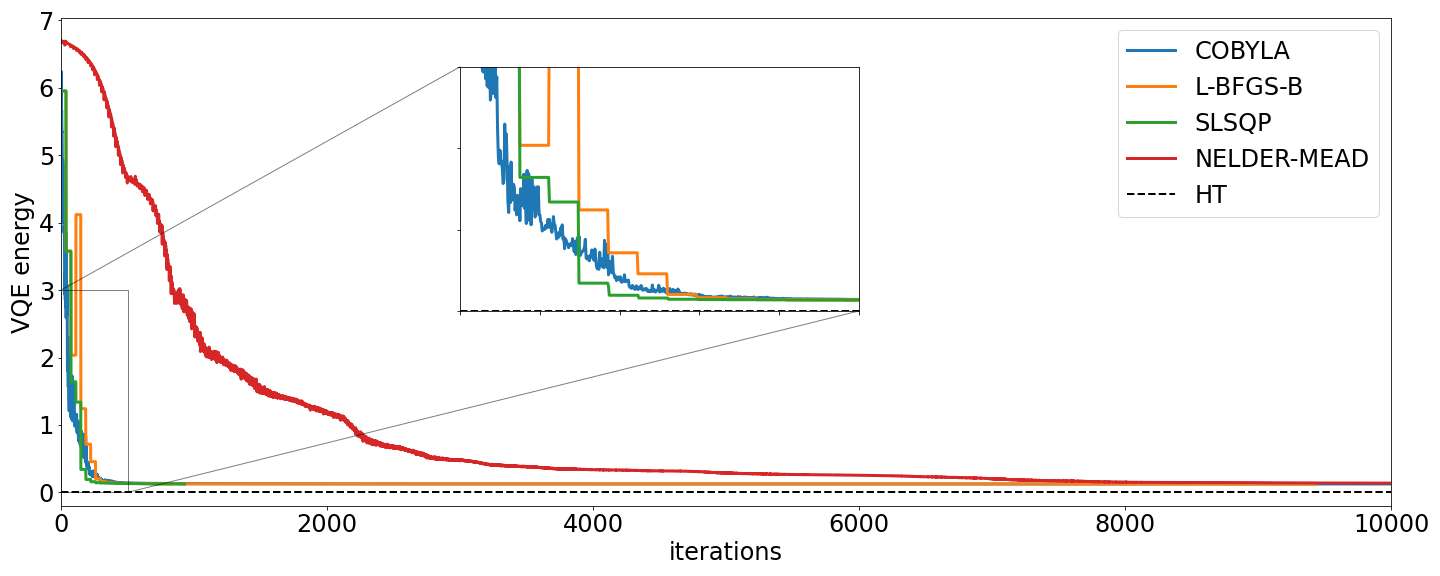 7
6
5
4
3
2
1
0
VQE energy
0
2000
4000
6000
8000
10000
iterations
COBYLA
L-BFGS-B
SLSQP
NELDER-MEAD
HT